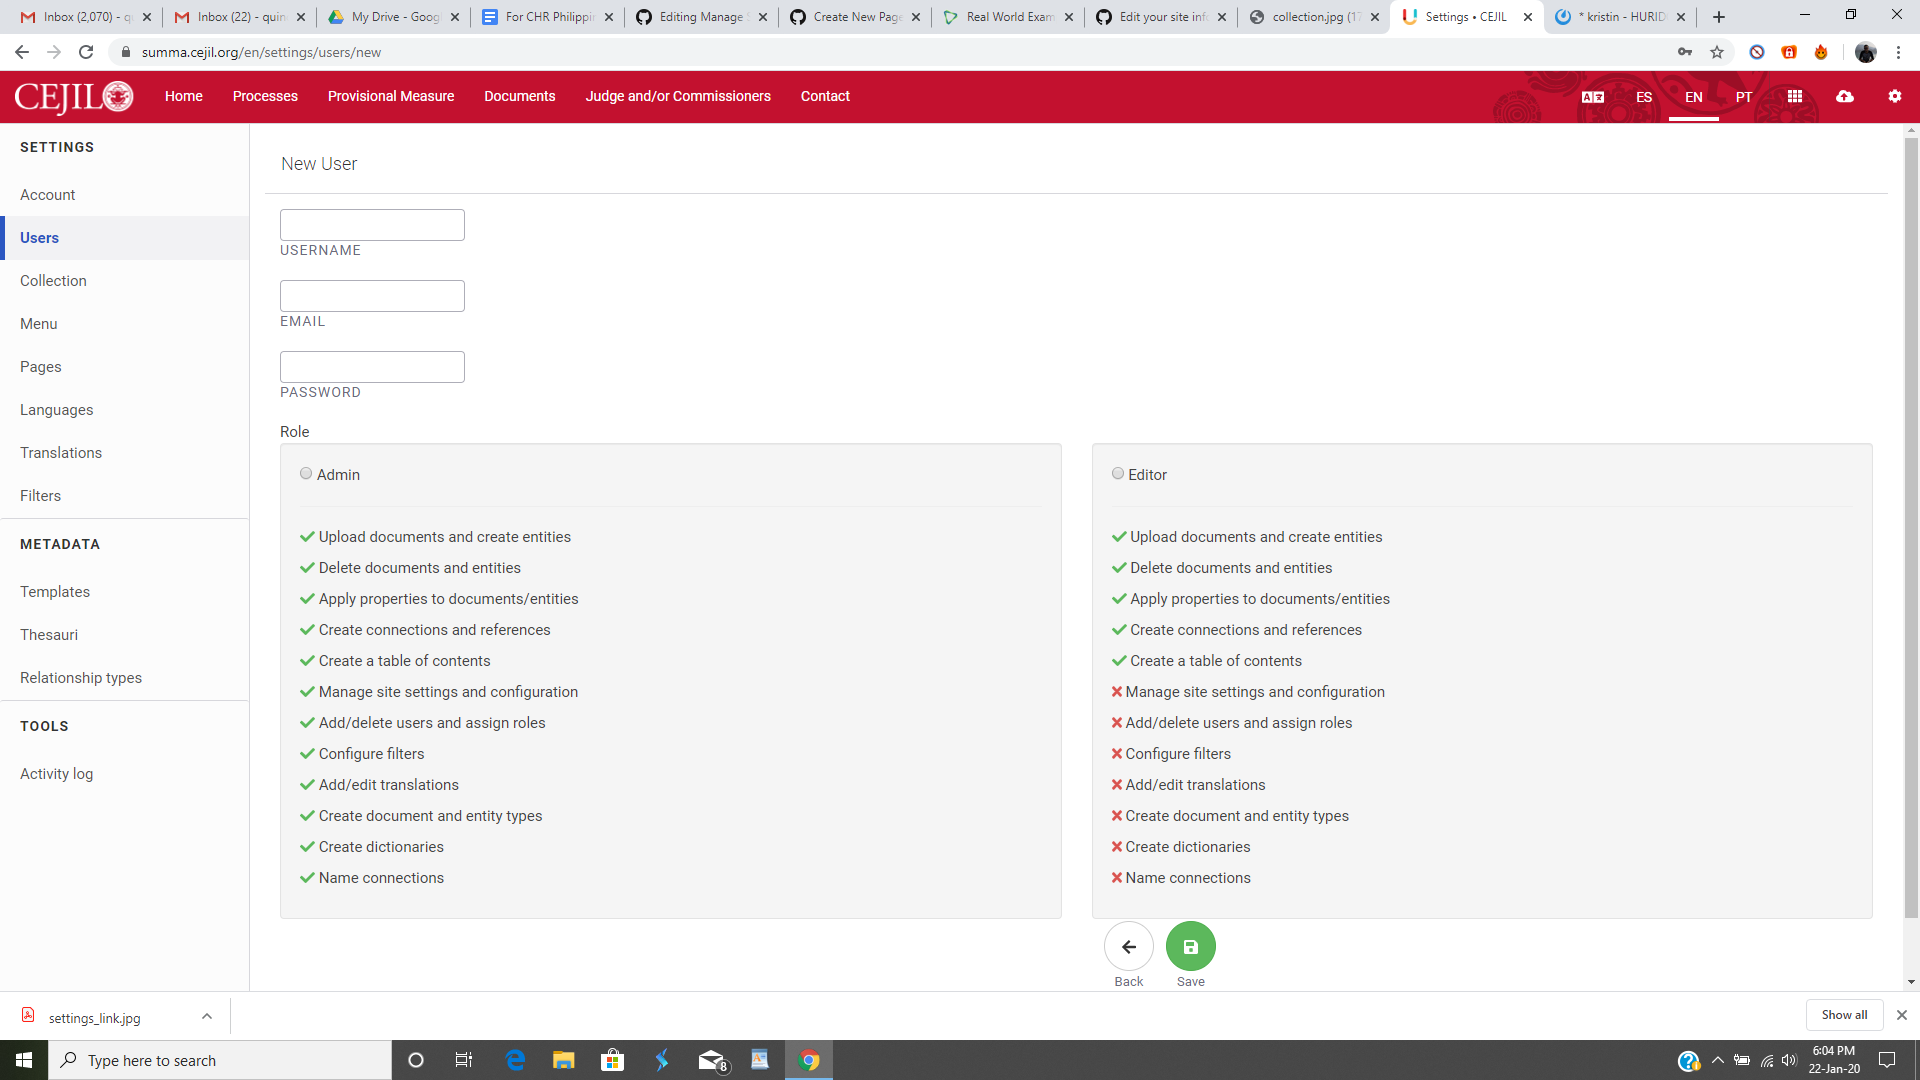 Inbox (2,070) - q
Inbox (22) - quin
My Drive - Goog
For CHR Philippi
Editing Manage S
Create New Page
Real World Exam
Edit your site inf
collection.jpg (17
Settings • CEJIL
* kristin - HURID
summa.cejil.org/en/settings/users/new
CEJIL
Home
Processes
Provisional Measure
Documents
Judge and/or Commissioners
Contact
ES
EN
PT
SETTINGS
Account
Users
Collection
Menu
Pages
Languages
Translations
Filters
METADATA
Templates
Thesauri
Relationship types
TOOLS
Activity log
New User
USERNAME
EMAIL
PASSWORD
Role
Admin
Upload documents and create entities
Delete documents and entities
Apply properties to documents/entities
Create connections and references
Create a table of contents
Manage site settings and configuration
Add/delete users and assign roles
Configure filters
Add/edit translations
Create document and entity types
Create dictionaries
Name connections
Editor
Upload documents and create entities
Delete documents and entities
Apply properties to documents/entities
Create connections and references
Create a table of contents
Manage site settings and configuration
Add/delete users and assign roles
Configure filters
Add/edit translations
Create document and entity types
Create dictionaries
Name connections
Back
Save
settings_link.jpg
Show all
Type here to search
8
6:04 PM
22-Jan-20